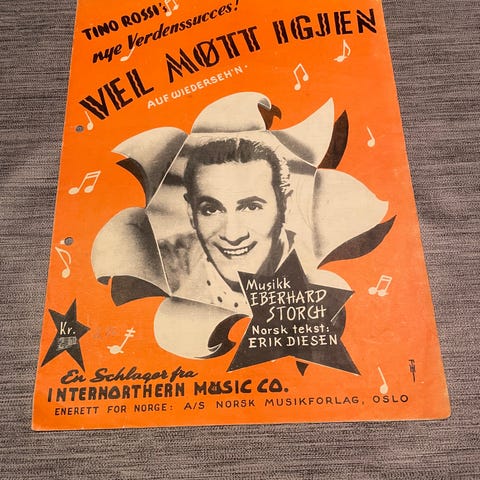 TINO ROSSI's
nye Verdenssucces!
VEL MØTT IGJEN
AUF WIEDERSEH'N.
Musikk
EBERHARD
STORCH
Norsk tekst:
ERIK DIESEN
Kr.
En Schlager fra
INTERNORTHERN MUSIC CO.
ENERETT FOR NORGE: A/S NORSK MUSIKFORLAG, OSLO